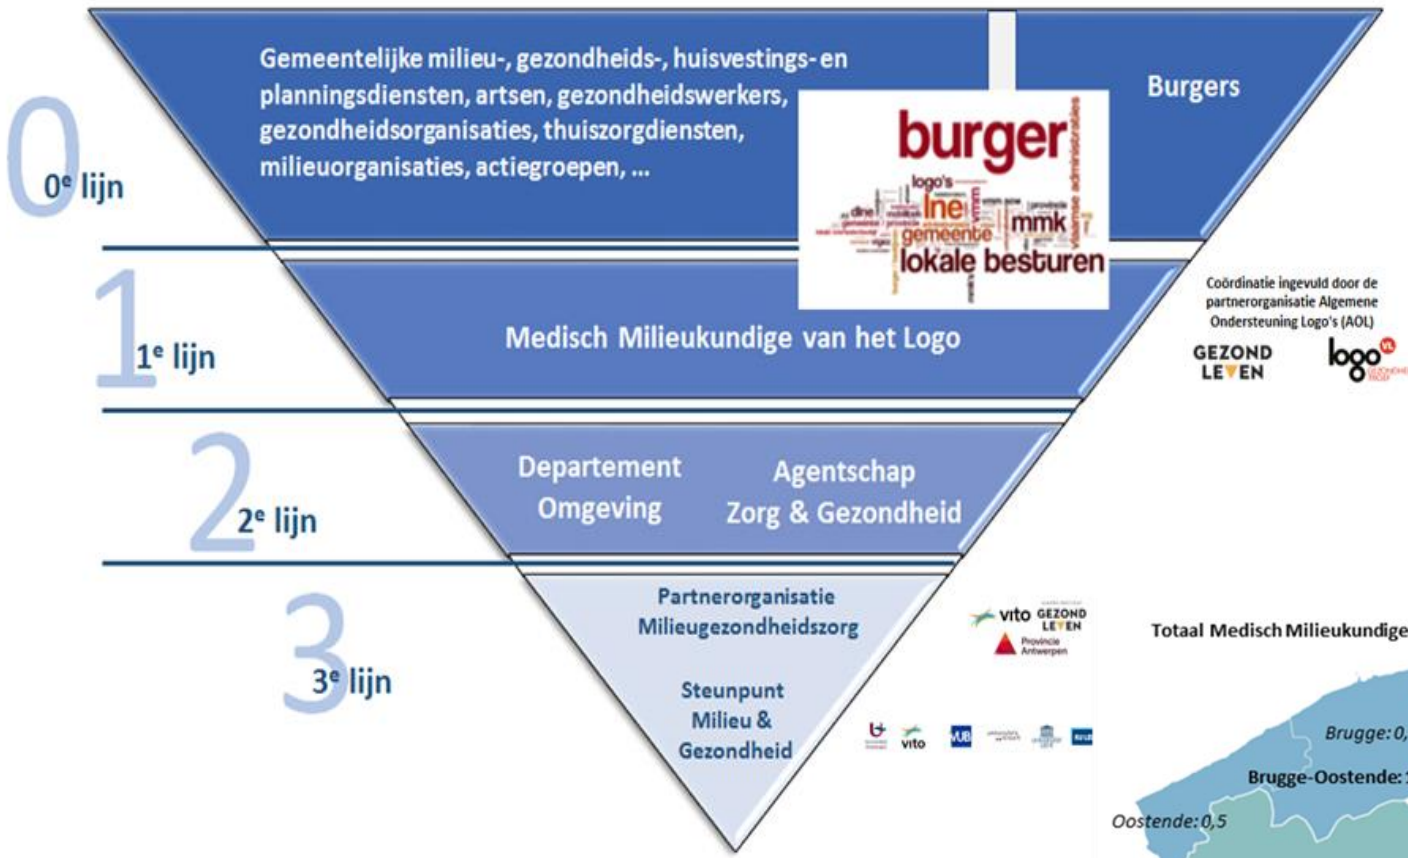 Gemeentelijke milieu-, gezondheids-, huisvestings- en
planningsdiensten, artsen, gezondheidswerkers,
gezondheidsorganisaties, thuiszorgdiensten,
milieuorganisaties, actiegroepen, ...
Burgers
burger
vlaamse administraties
logo's
lne
vmm
mmk
gemeente
lokale besturen
0
0e lijn
1
1e lijn
Medisch Milieukundige van het Logo
Coördinatie ingevuld door de
partnerorganisatie Algemene
Ondersteuning Logo's (AOL)
GEZOND
LEVEN
logo VL
2
2e lijn
Departement
Omgeving
Agentschap
Zorg & Gezondheid
3
3e lijn
Partnerorganisatie
Milieugezondheidszorg
vito GEZOND
LEVEN
Provincie
Antwerpen
Steunpunt
Milieu &
Gezondheid
vito
VUB
Totaal Medisch Milieukundige
Brugge: 0,
Brugge-Oostende:
Oostende: 0,5